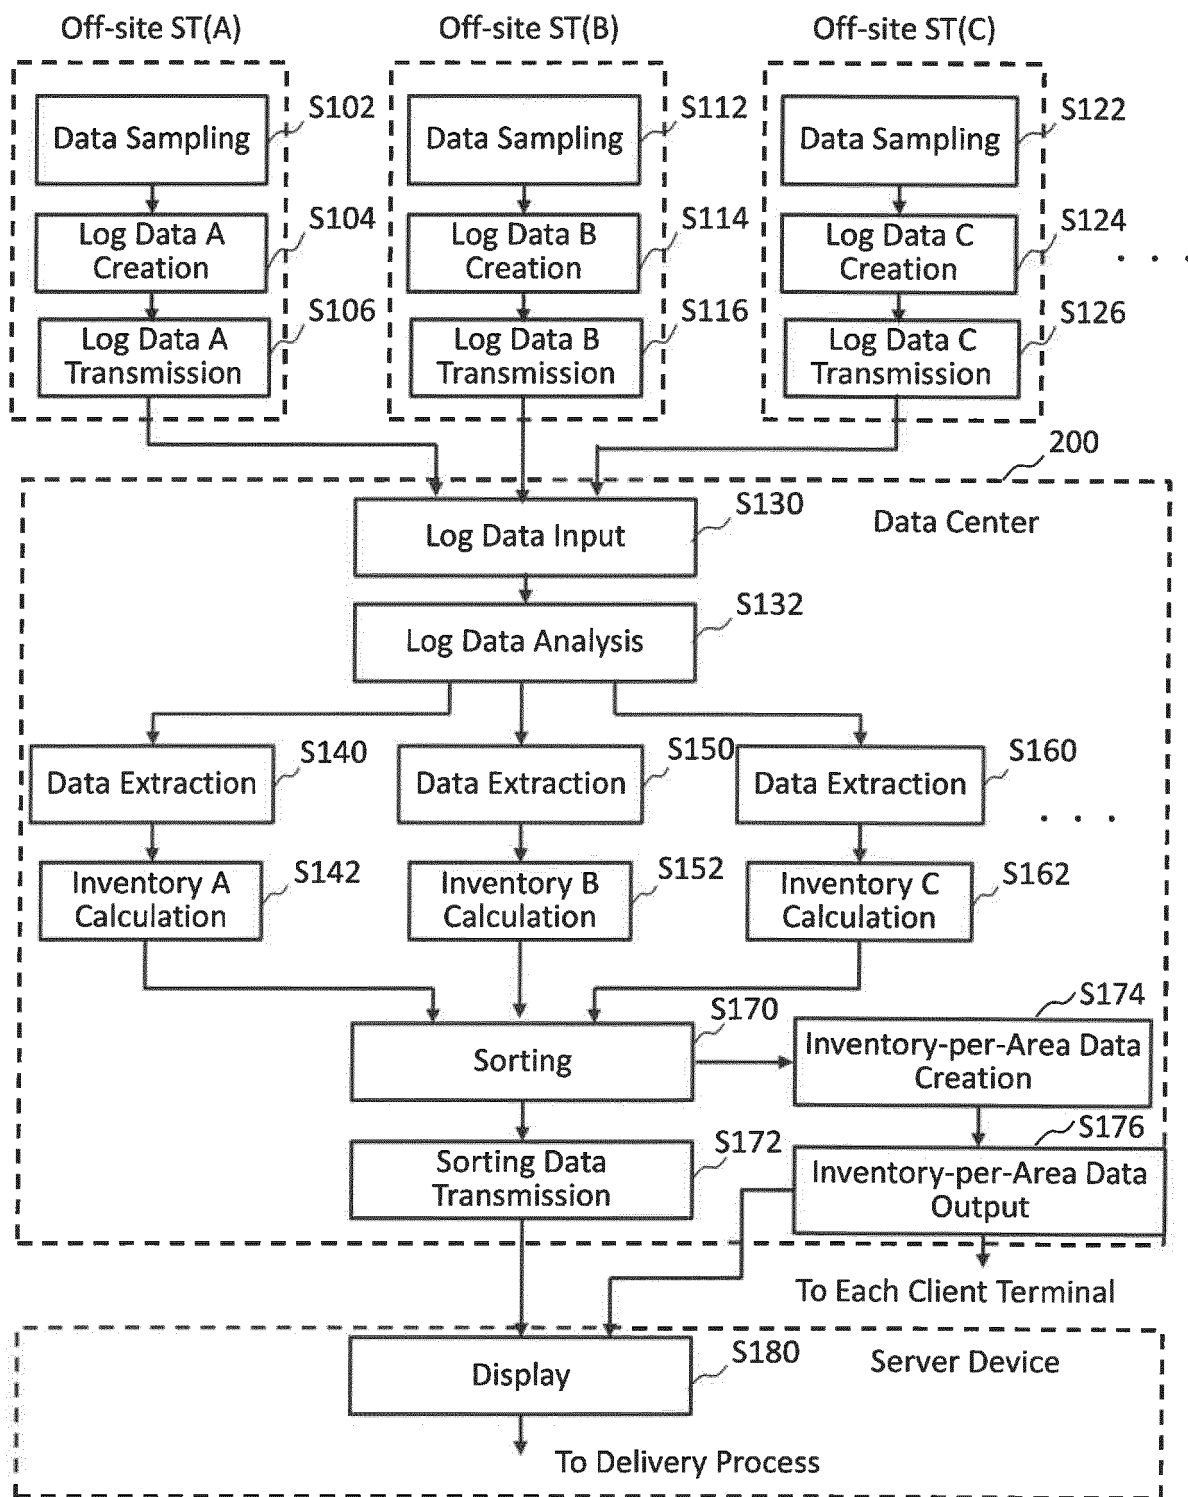 Off-site ST(A)
Off-site ST(B)
Off-site ST(C)
Data Sampling
S102
Data Sampling
S112
Data Sampling
S122
Log Data A
Creation
S104
Log Data B
Creation
S114
Log Data C
Creation
S124
. . .
Log Data A
Transmission
S106
Log Data B
Transmission
S116
Log Data C
Transmission
S126
200
Data Center
Log Data Input
S130
Log Data Analysis
S132
Data Extraction
S140
Data Extraction
S150
Data Extraction
S160
. . .
Inventory A
Calculation
S142
Inventory B
Calculation
S152
Inventory C
Calculation
S162
Sorting
S170
Inventory-per-Area Data
Creation
S174
Sorting Data
Transmission
S172
Inventory-per-Area Data
Output
S176
To Each Client Terminal
Display
S180
Server Device
To Delivery Process